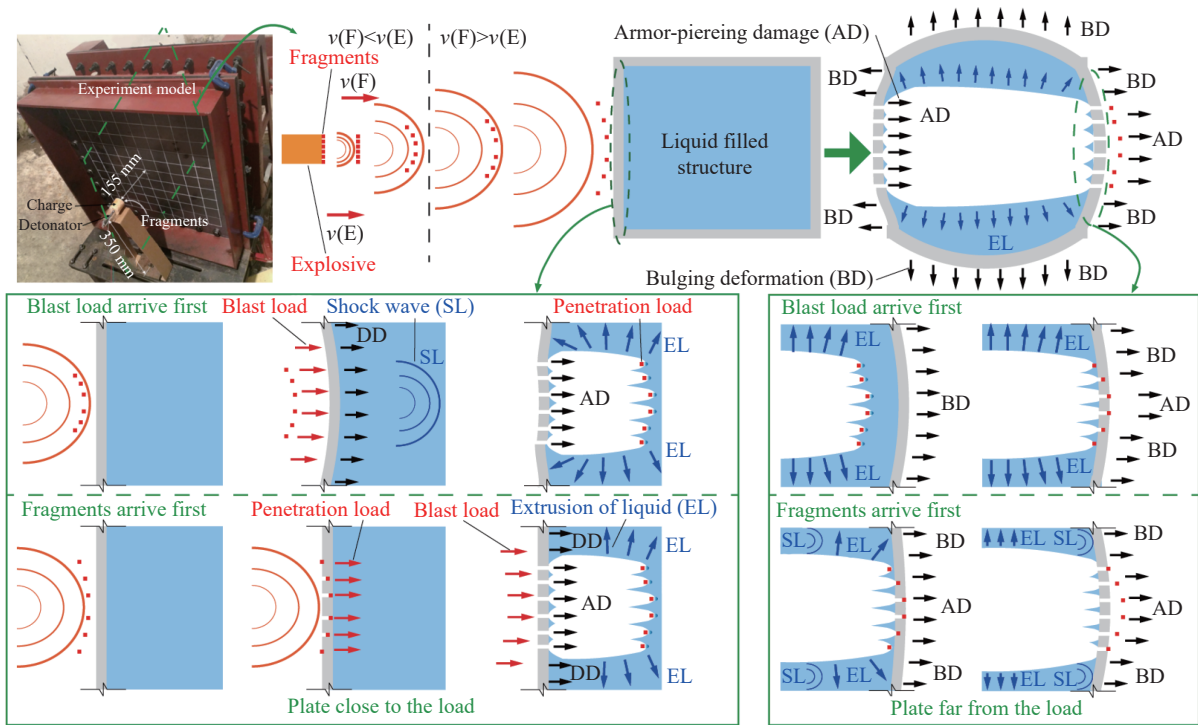 Experiment model
155 mm
Charge
Detonator
Fragments
350 mm
v(F)<v(E)
v(F)>v(E)
Fragments
v(F)
v(E)
Explosive
Liquid filled
structure
Armor-piereing damage (AD)
BD
BD
BD
BD
AD
AD
BD
BD
EL
Bulging deformation (BD)
BD
Blast load arrive first
Blast load
Shock wave (SL)
DD
SL
Penetration load
EL
AD
EL
Fragments arrive first
Penetration load
Blast load
Extrusion of liquid (EL)
DD
EL
AD
DD
EL
Plate close to the load
Blast load arrive first
EL
BD
EL
EL
BD
AD
BD
EL
Fragments arrive first
SL
EL
BD
AD
SL
EL
BD
EL
SL
BD
AD
EL
SL
BD
Plate far from the load